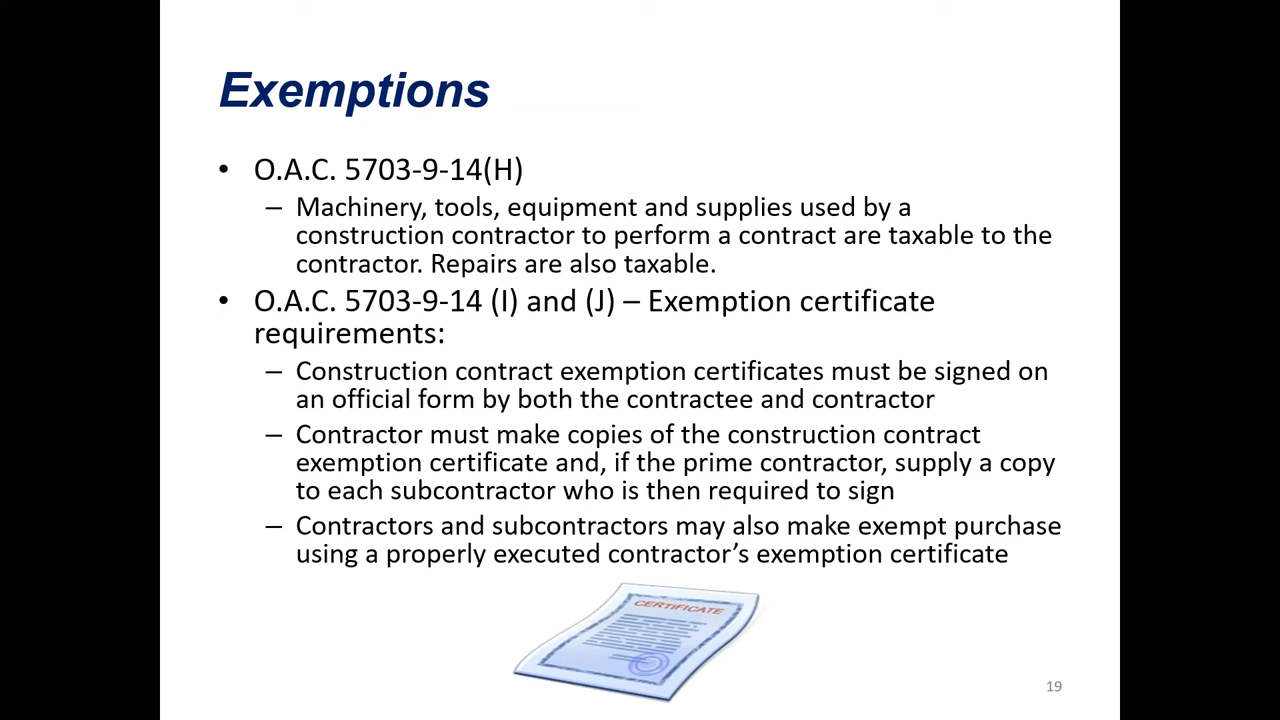 Exemptions
• O.A.C. 5703-9-14(H)
– Machinery, tools, equipment and supplies used by a
construction contractor to perform a contract are taxable to the
contractor. Repairs are also taxable.
• O.A.C. 5703-9-14 (I) and (J) – Exemption certificate
requirements:
– Construction contract exemption certificates must be signed on
an official form by both the contractee and contractor
– Contractor must make copies of the construction contract
exemption certificate and, if the prime contractor, supply a copy
to each subcontractor who is then required to sign
– Contractors and subcontractors may also make exempt purchase
using a properly executed contractor’s exemption certificate
CERTIFICATE
19